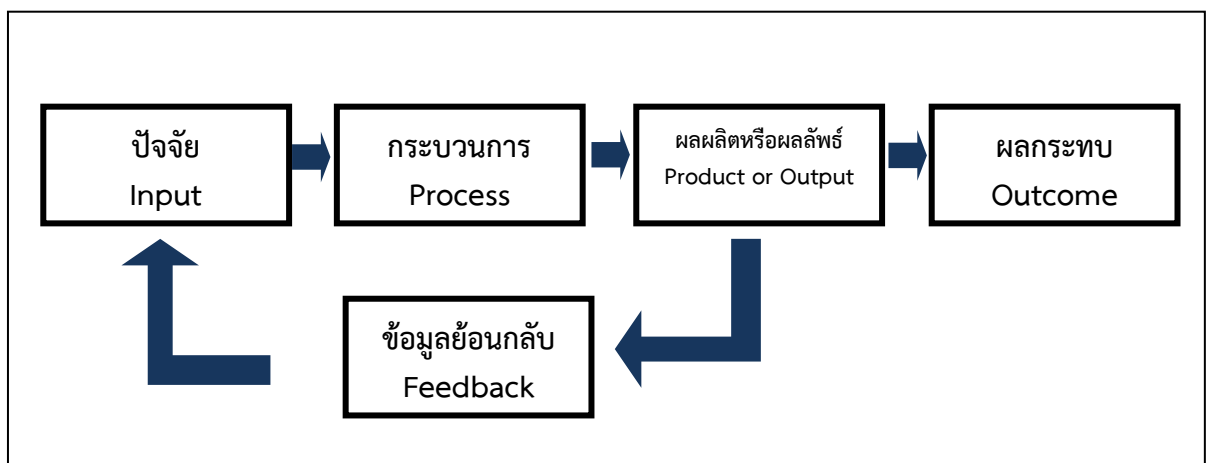 ปัจจัย
Input
กระบวนการ
Process
ผลผลิตหรือผลลัพธ์
Product or Output
ผลกระทบ
Outcome
ข้อมูลย้อนกลับ
Feedback